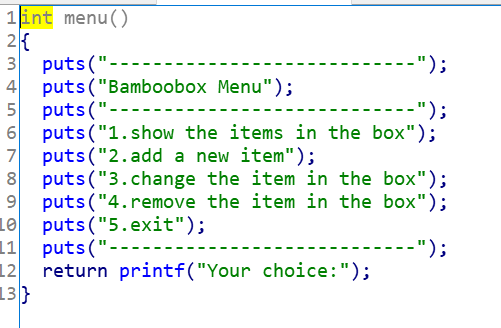 1 int menu()
2 {
3   puts("----------------------------");
4   puts("Bamboobox Menu");
5   puts("----------------------------");
6   puts("1.show the items in the box");
7   puts("2.add a new item");
8   puts("3.change the item in the box");
9   puts("4.remove the item in the box");
10   puts("5.exit");
11   puts("----------------------------");
12   return printf("Your choice:");
13 }